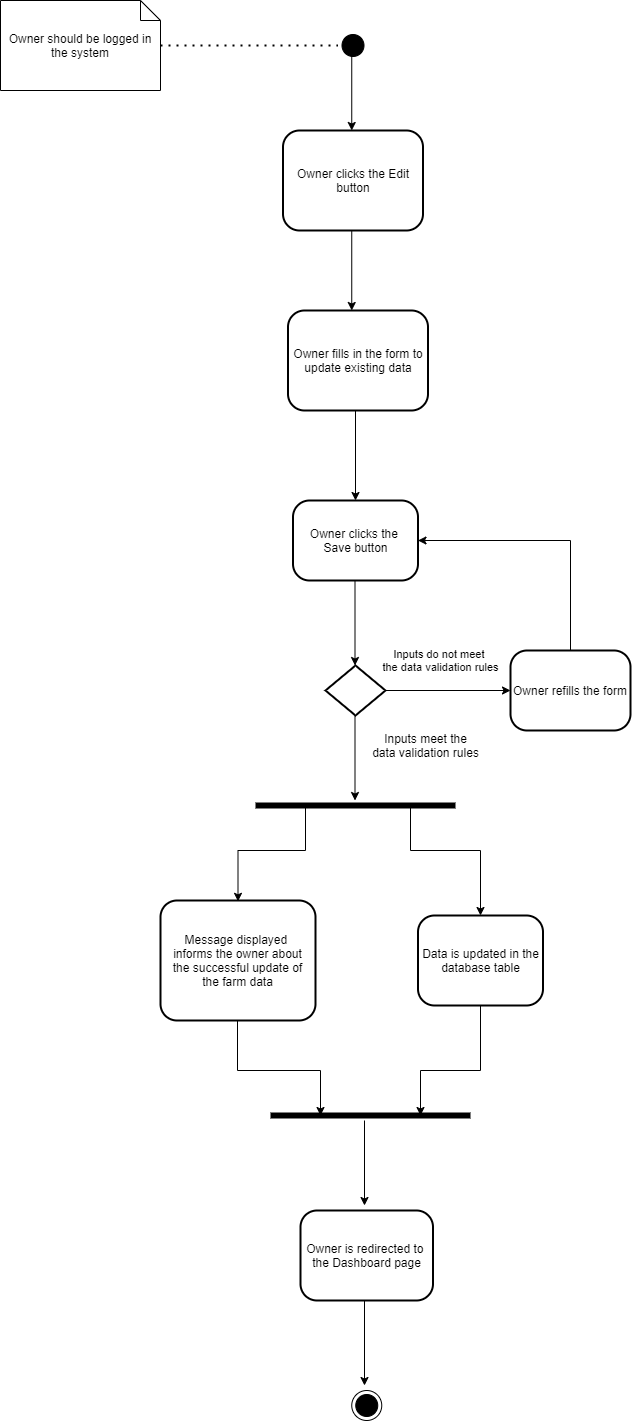 Owner should be logged in
the system
Owner clicks the Edit
button
Owner fills in the form to
update existing data
Owner clicks the
Save button
Inputs do not meet
the data validation rules
Owner refills the form
Inputs meet the
data validation rules
Message displayed
informs the owner about
the successful update of
the farm data
Data is updated in the
database table
Owner is redirected to
the Dashboard page